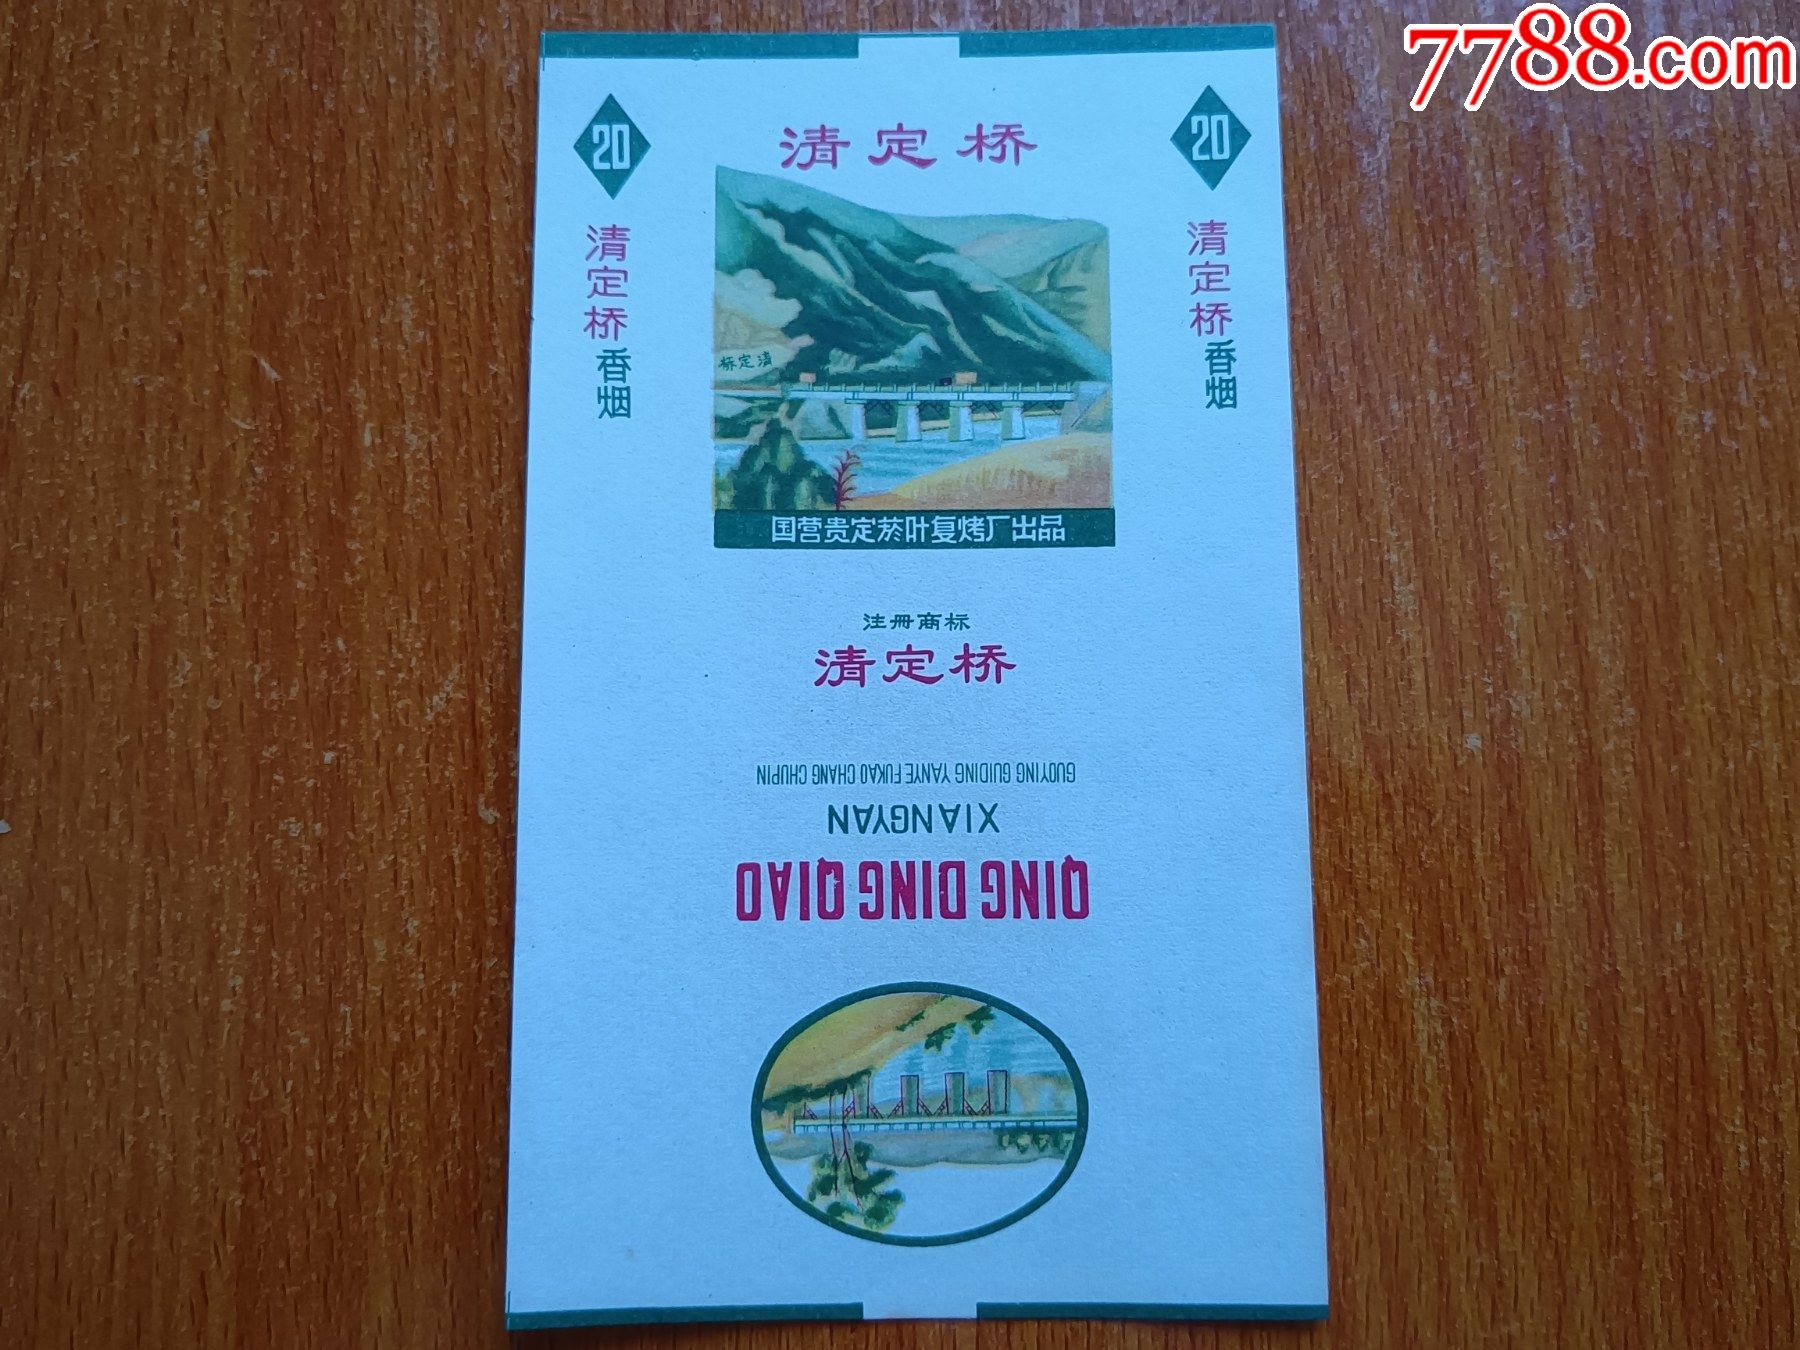 7788.com
20
20
清定桥
清定桥香烟
清定桥香烟
清定桥
国营贵定菸叶复烤厂出品
注册商标
清定桥
GUOYING GUIDING YANYE FUKAO CHANG CHUPIN
XIANGYAN
QING DING QIAO